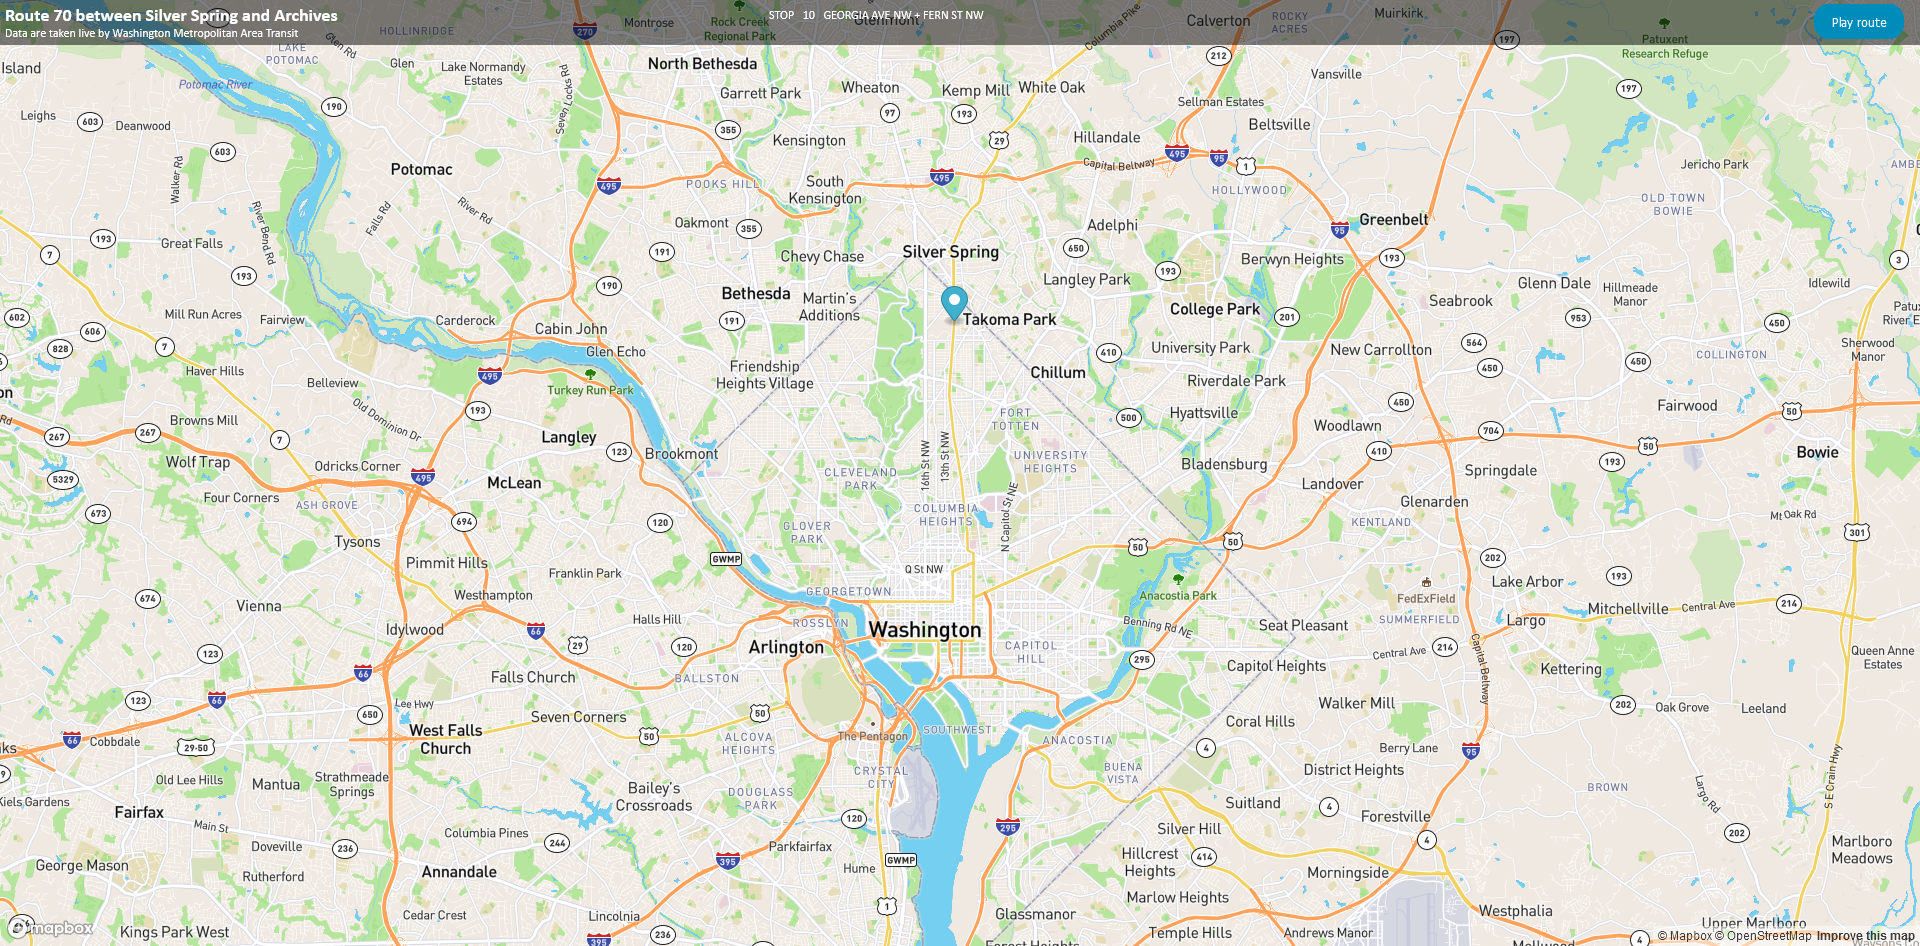 Route 70 between Silver Spring and Archives
Data are taken live by Washington Metropolitan Area Transit
STOP 10 GEORGIA AVE NW + FERN ST NW
Play route
Montrose
Rock Creek
Regional Park
Glenmont
Columbia Pike
Calverton
ROCKY
ACRES
Muirkirk
197
Patuxent
Research Refuge
HOLLINRIDGE
LAKE
POTOMAC
Glen Rd
Glen
Lake Normandy
Estates
270
Seven Locks Rd
North Bethesda
Garrett Park
Wheaton
Kemp Mill
White Oak
212
Vansville
Island
Potomac River
190
Leighs
603
Deanwood
603
355
97
193
29
Kensington
Hillandale
Sellman Estates
Beltsville
197
Walker Rd
Potomac
495
POOKS HILL
South
Kensington
495
Capital Beltway
495
95
1
HOLLYWOOD
Jericho Park
OLD TOWN
BOWIE
Falls Rd
River Rd
River Bend Rd
Oakmont
355
Adelphi
95
Greenbelt
193
7
Great Falls
193
191
Chevy Chase
Silver Spring
650
193
Berwyn Heights
193
3
190
Bethesda
Martin's
Additions
Langley Park
College Park
201
Glenn Dale
Hillmeade
Manor
Idlewild
Seabrook
602
606
828
Mill Run Acres
Fairview
7
Carderock
Cabin John
191
Takoma Park
953
450
564
Glen Echo
410
University Park
New Carrollton
COLLINGTON
450
Sherwood
Manor
Haver Hills
Belleview
495
Turkey Run Park
Friendship
Heights Village
Chillum
Riverdale Park
450
Old Dominion Dr
193
Browns Mill
267
267
7
Langley
123
Brookmont
FORT
TOTTEN
500
Hyattsville
450
Woodlawn
704
Fairwood
50
50
Wolf Trap
Odricks Corner
495
McLean
CLEVELAND
PARK
16th St NW
13th St NW
UNIVERSITY
HEIGHTS
Bladensburg
410
193
Springdale
Bowie
5329
Four Corners
ASH GROVE
Landover
Glenarden
673
694
120
GLOVER
PARK
COLUMBIA
HEIGHTS
N Capitol St NE
KENTLAND
Mt Oak Rd
301
Tysons
Pimmit Hills
GWMP
50
50
Franklin Park
Q St NW
202
193
674
Westhampton
GEORGETOWN
Anacostia Park
FedExField
Lake Arbor
Mitchellville
Central Ave
214
Vienna
Idylwood
66
Halls Hill
ROSSLYN
Washington
Benning Rd NE
Seat Pleasant
SUMMERFIELD
Largo
29
120
Arlington
CAPITOL
HILL
295
Central Ave
214
Capital Beltway
Queen Anne
Estates
123
66
Falls Church
BALLSTON
Capitol Heights
Kettering
123
66
Lee Hwy
650
Seven Corners
50
Walker Mill
202
Oak Grove
Leeland
66
Cobbdale
29-50
West Falls
Church
50
ALCOVA
HEIGHTS
The Pentagon
SOUTHWEST
ANACOSTIA
Coral Hills
4
Berry Lane
95
Old Lee Hills
Mantua
Strathmeade
Springs
CRYSTAL
CITY
BUENA
VISTA
District Heights
BROWN
Largo Rd
S E Crain Hwy
Kiels Gardens
Fairfax
Bailey's
Crossroads
DOUGLASS
PARK
120
295
Suitland
4
Forestville
Main St
Columbia Pines
244
Silver Hill
4
202
Doveville
236
Parkfairfax
395
Hume
GWMP
Hillcrest
Heights
414
Marlboro
Meadows
George Mason
Rutherford
Annandale
Marlow Heights
Morningside
Cedar Crest
Lincolnia
1
Glassmanor
Westphalia
Kings Park West
236
395
Forest Heights
Temple Hills
Andrews Manor
4
Upper Marlboro
mapbox
© Mapbox © OpenStreetMap Improve this map